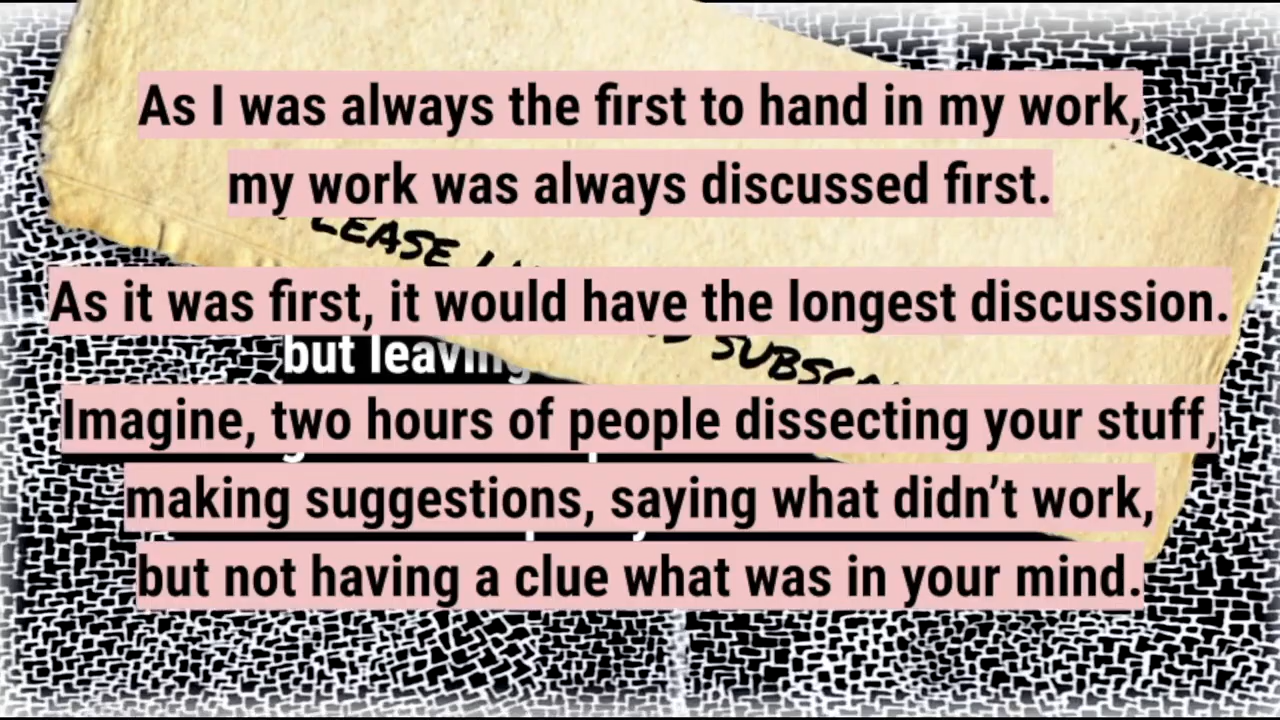 As I was always the first to hand in my work,
my work was always discussed first.
LEASE
As it was first, it would have the longest discussion.
but leaving
Imagine, two hours of people dissecting your stuff,
making suggestions, saying what didn’t work,
but not having a clue what was in your mind.